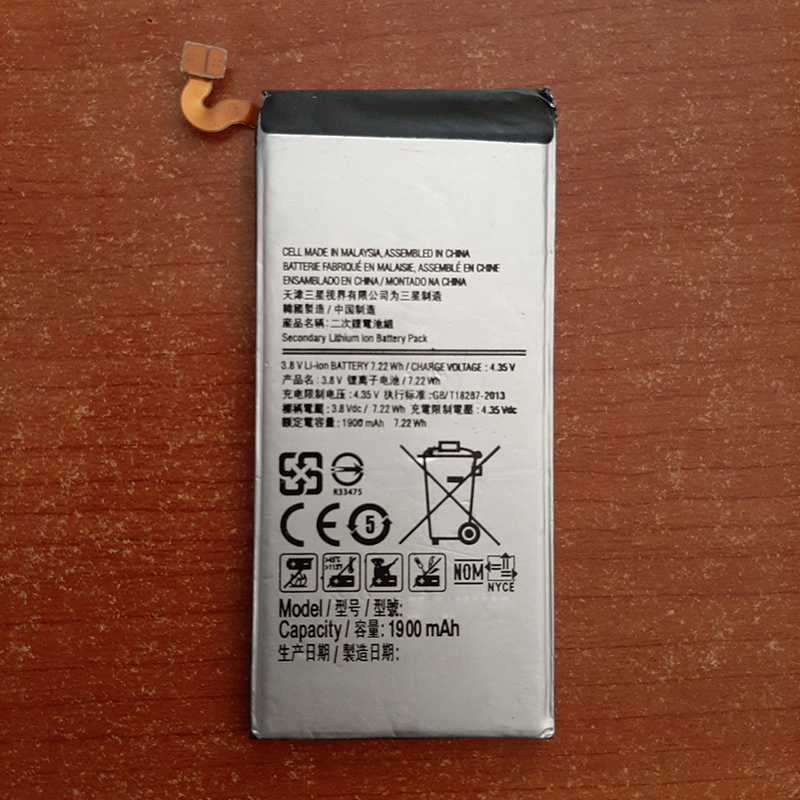 CELL MADE IN MALAYSIA, ASSEMBLED IN CHINA
BATTERIE FABRIQUÉ EN MALAISIE, ASSEMBLÉ EN CHINE
ENSAMBLADO EN CHINA / MONTADO NA CHINA
天津三星视界有限公司为三星制造
韓國製造 / 中国制造
產品名稱: 二次鋰電池組
Secondary Lithium Ion Battery Pack
3.8 V Li-ion BATTERY 7.22 Wh / CHARGE VOLTAGE : 4.35 V
产品名 : 3.8 V 锂离子电池 / 7.22 Wh
充电限制电压 : 4.35 V 执行标准 :GB/T18287-2013
標稱電壓 : 3.8 Vdc / 7.22 Wh 充電限制電壓 : 4.35 Vdc
額定電容量 : 1900 mAh 7.22 Wh
R33475
CE 5
>45°C
>113°F
NOM
NYCE
Model / 型号 / 型號:
Capacity / 容量: 1900 mAh
生产日期 / 製造日期: